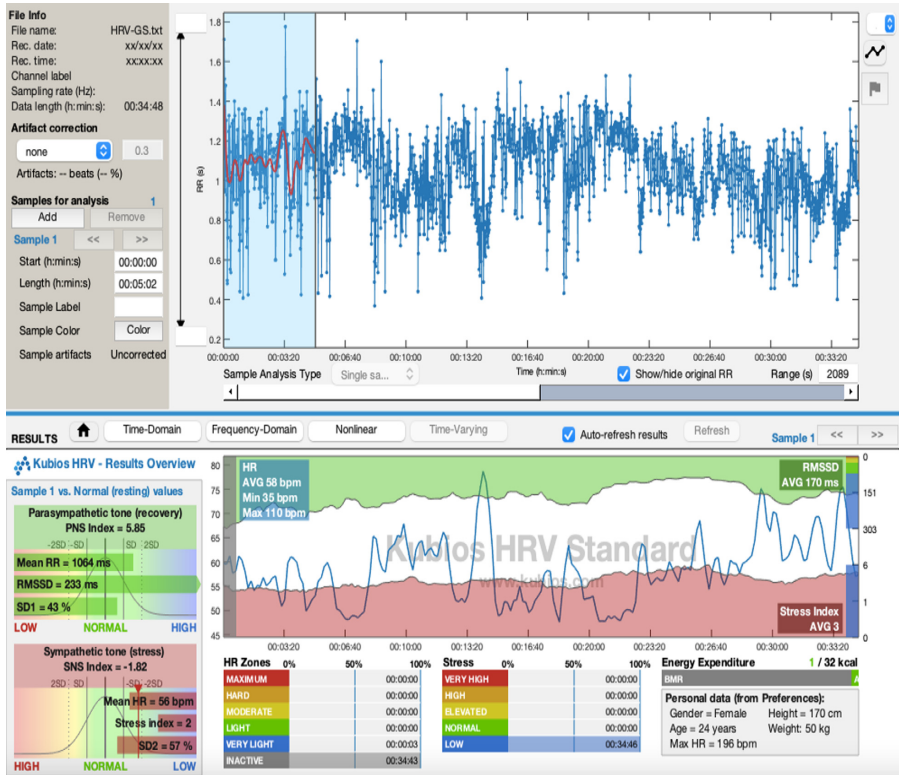 File Info
File name: HRV-GS.txt
Rec. date: xx/xx/xx
Rec. time: xx:xx:xx
Channel label
Sampling rate (Hz):
Data length (h:min:s): 00:34:48
Artifact correction
none 0.3
Artifacts: -- beats (-- %)
Samples for analysis 1
Add Remove
Sample 1 << >>
Start (h:min:s) 00:00:00
Length (h:min:s) 00:05:02
Sample Label
Sample Color Color
Sample artifacts Uncorrected
1.8
1.6
1.4
1.2
1
0.8
0.6
0.4
0.2
RR (s)
00:00:00 00:03:20 00:06:40 00:10:00 00:13:20 00:16:40 00:20:00 00:23:20 00:26:40 00:30:00 00:33:20
Time (h:min:s)
Sample Analysis Type Single sa... Show/hide original RR Range (s) 2089
RESULTS Time-Domain Frequency-Domain Nonlinear Time-Varying Auto-refresh results Refresh Sample 1 << >>
Kubios HRV - Results Overview
Sample 1 vs. Normal (resting) values
Parasympathetic tone (recovery)
PNS Index = 5.85
-2SD -SD SD 2SD
Mean RR = 1064 ms
RMSSD = 233 ms
SD1 = 43 %
LOW NORMAL HIGH
Sympathetic tone (stress)
SNS Index = -1.82
2SD SD -SD -2SD
Mean HR = 56 bpm
Stress index = 2
SD2 = 57 %
HIGH NORMAL LOW
80
75
70
65
60
55
50
45
HR
AVG 58 bpm
Min 35 bpm
Max 110 bpm
RMSSD
AVG 170 ms
Kubios HRV Standard
www.kubios.com
Stress Index
AVG 3
0
151
303
6
1
0
00:03:20 00:06:40 00:10:00 00:13:20 00:16:40 00:20:00 00:23:20 00:26:40 00:30:00 00:33:20
HR Zones 0% 50% 100%
MAXIMUM 00:00:00
HARD 00:00:00
MODERATE 00:00:00
LIGHT 00:00:00
VERY LIGHT 00:00:03
INACTIVE 00:34:43
Stress 0% 50% 100%
VERY HIGH 00:00:00
HIGH 00:00:00
ELEVATED 00:00:00
NORMAL 00:00:00
LOW 00:34:46
Energy Expenditure 1 / 32 kcal
BMR A
Personal data (from Preferences):
Gender = Female Height = 170 cm
Age = 24 years Weight: 50 kg
Max HR = 196 bpm